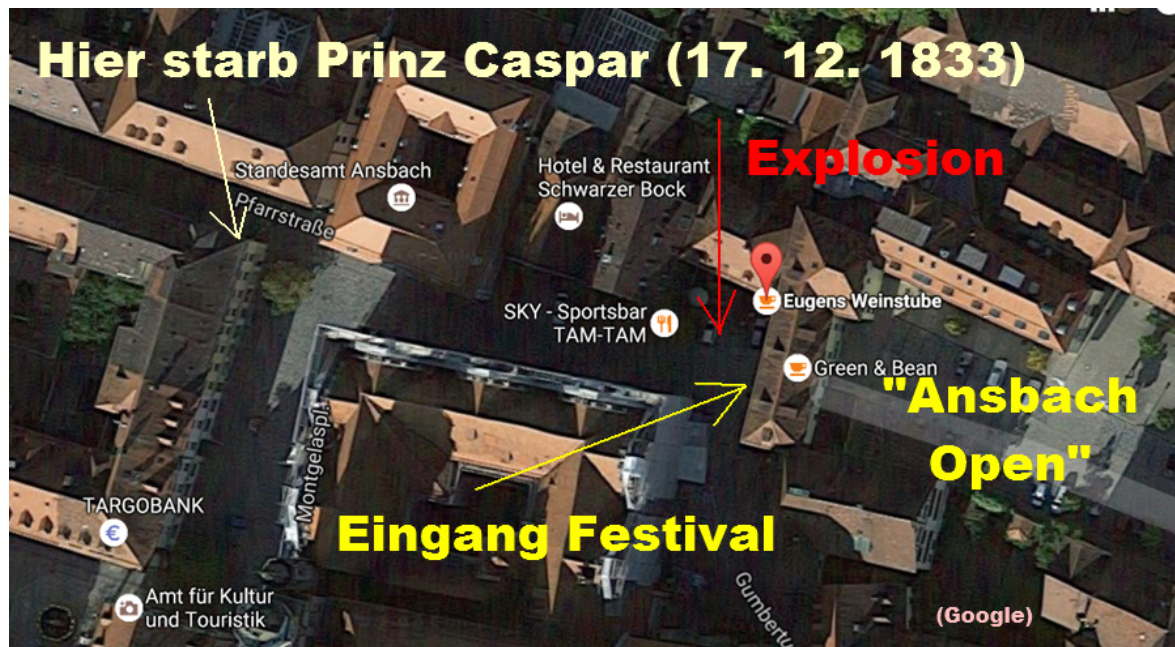 Hier starb Prinz Caspar (17. 12. 1833)
Explosion
Standesamt Ansbach
Hotel & Restaurant
Schwarzer Bock
Pfarrstraße
Eugens Weinstube
SKY - Sportsbar
TAM-TAM
Green & Bean
"Ansbach
Open"
Montgelaspl.
TARGOBANK
€
Eingang Festival
Amt für Kultur
und Touristik
(Google)